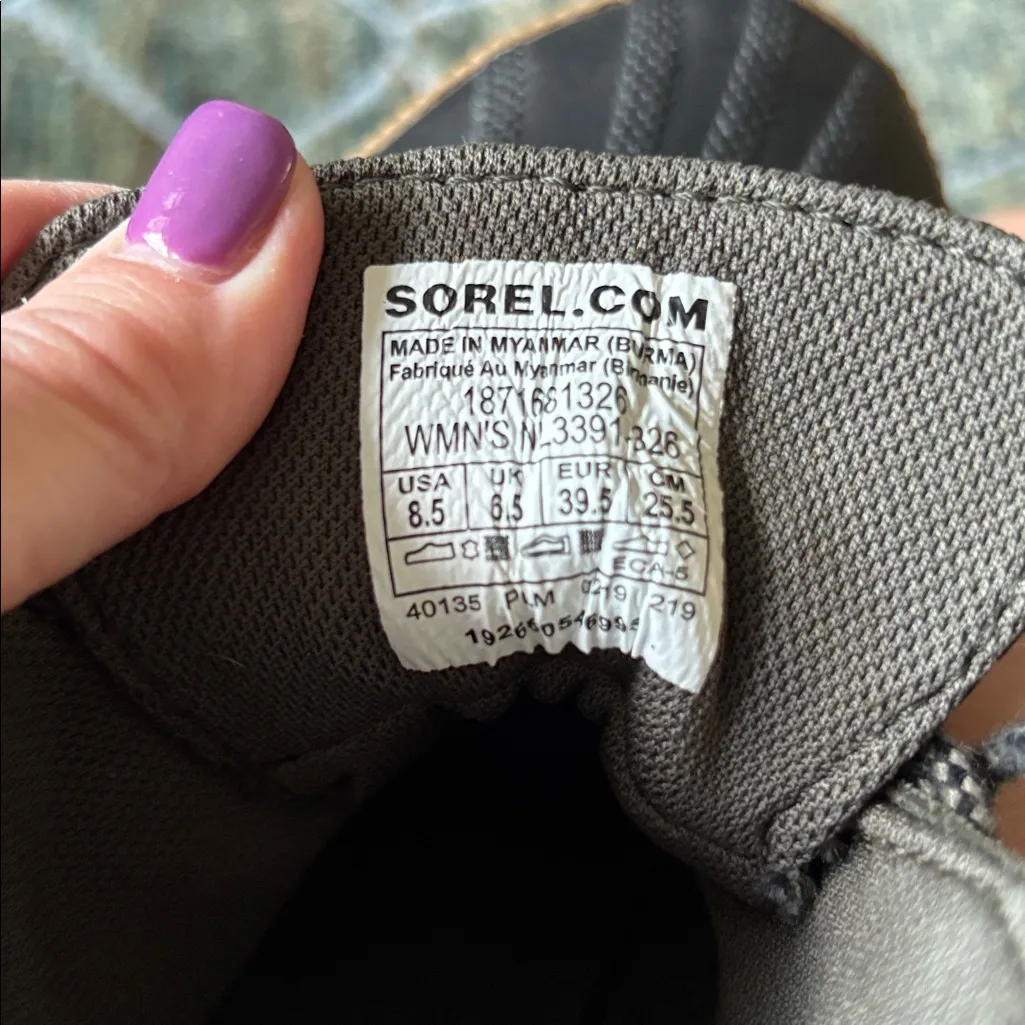 SOREL.COM
MADE IN MYANMAR (BURMA)
Fabriqué Au Myanmar (Birmanie)
1871681326
WMN'S NL3391-326
USA UK EUR CM
8.5 6.5 39.5 25.5
ECA-5
40135 0219 219